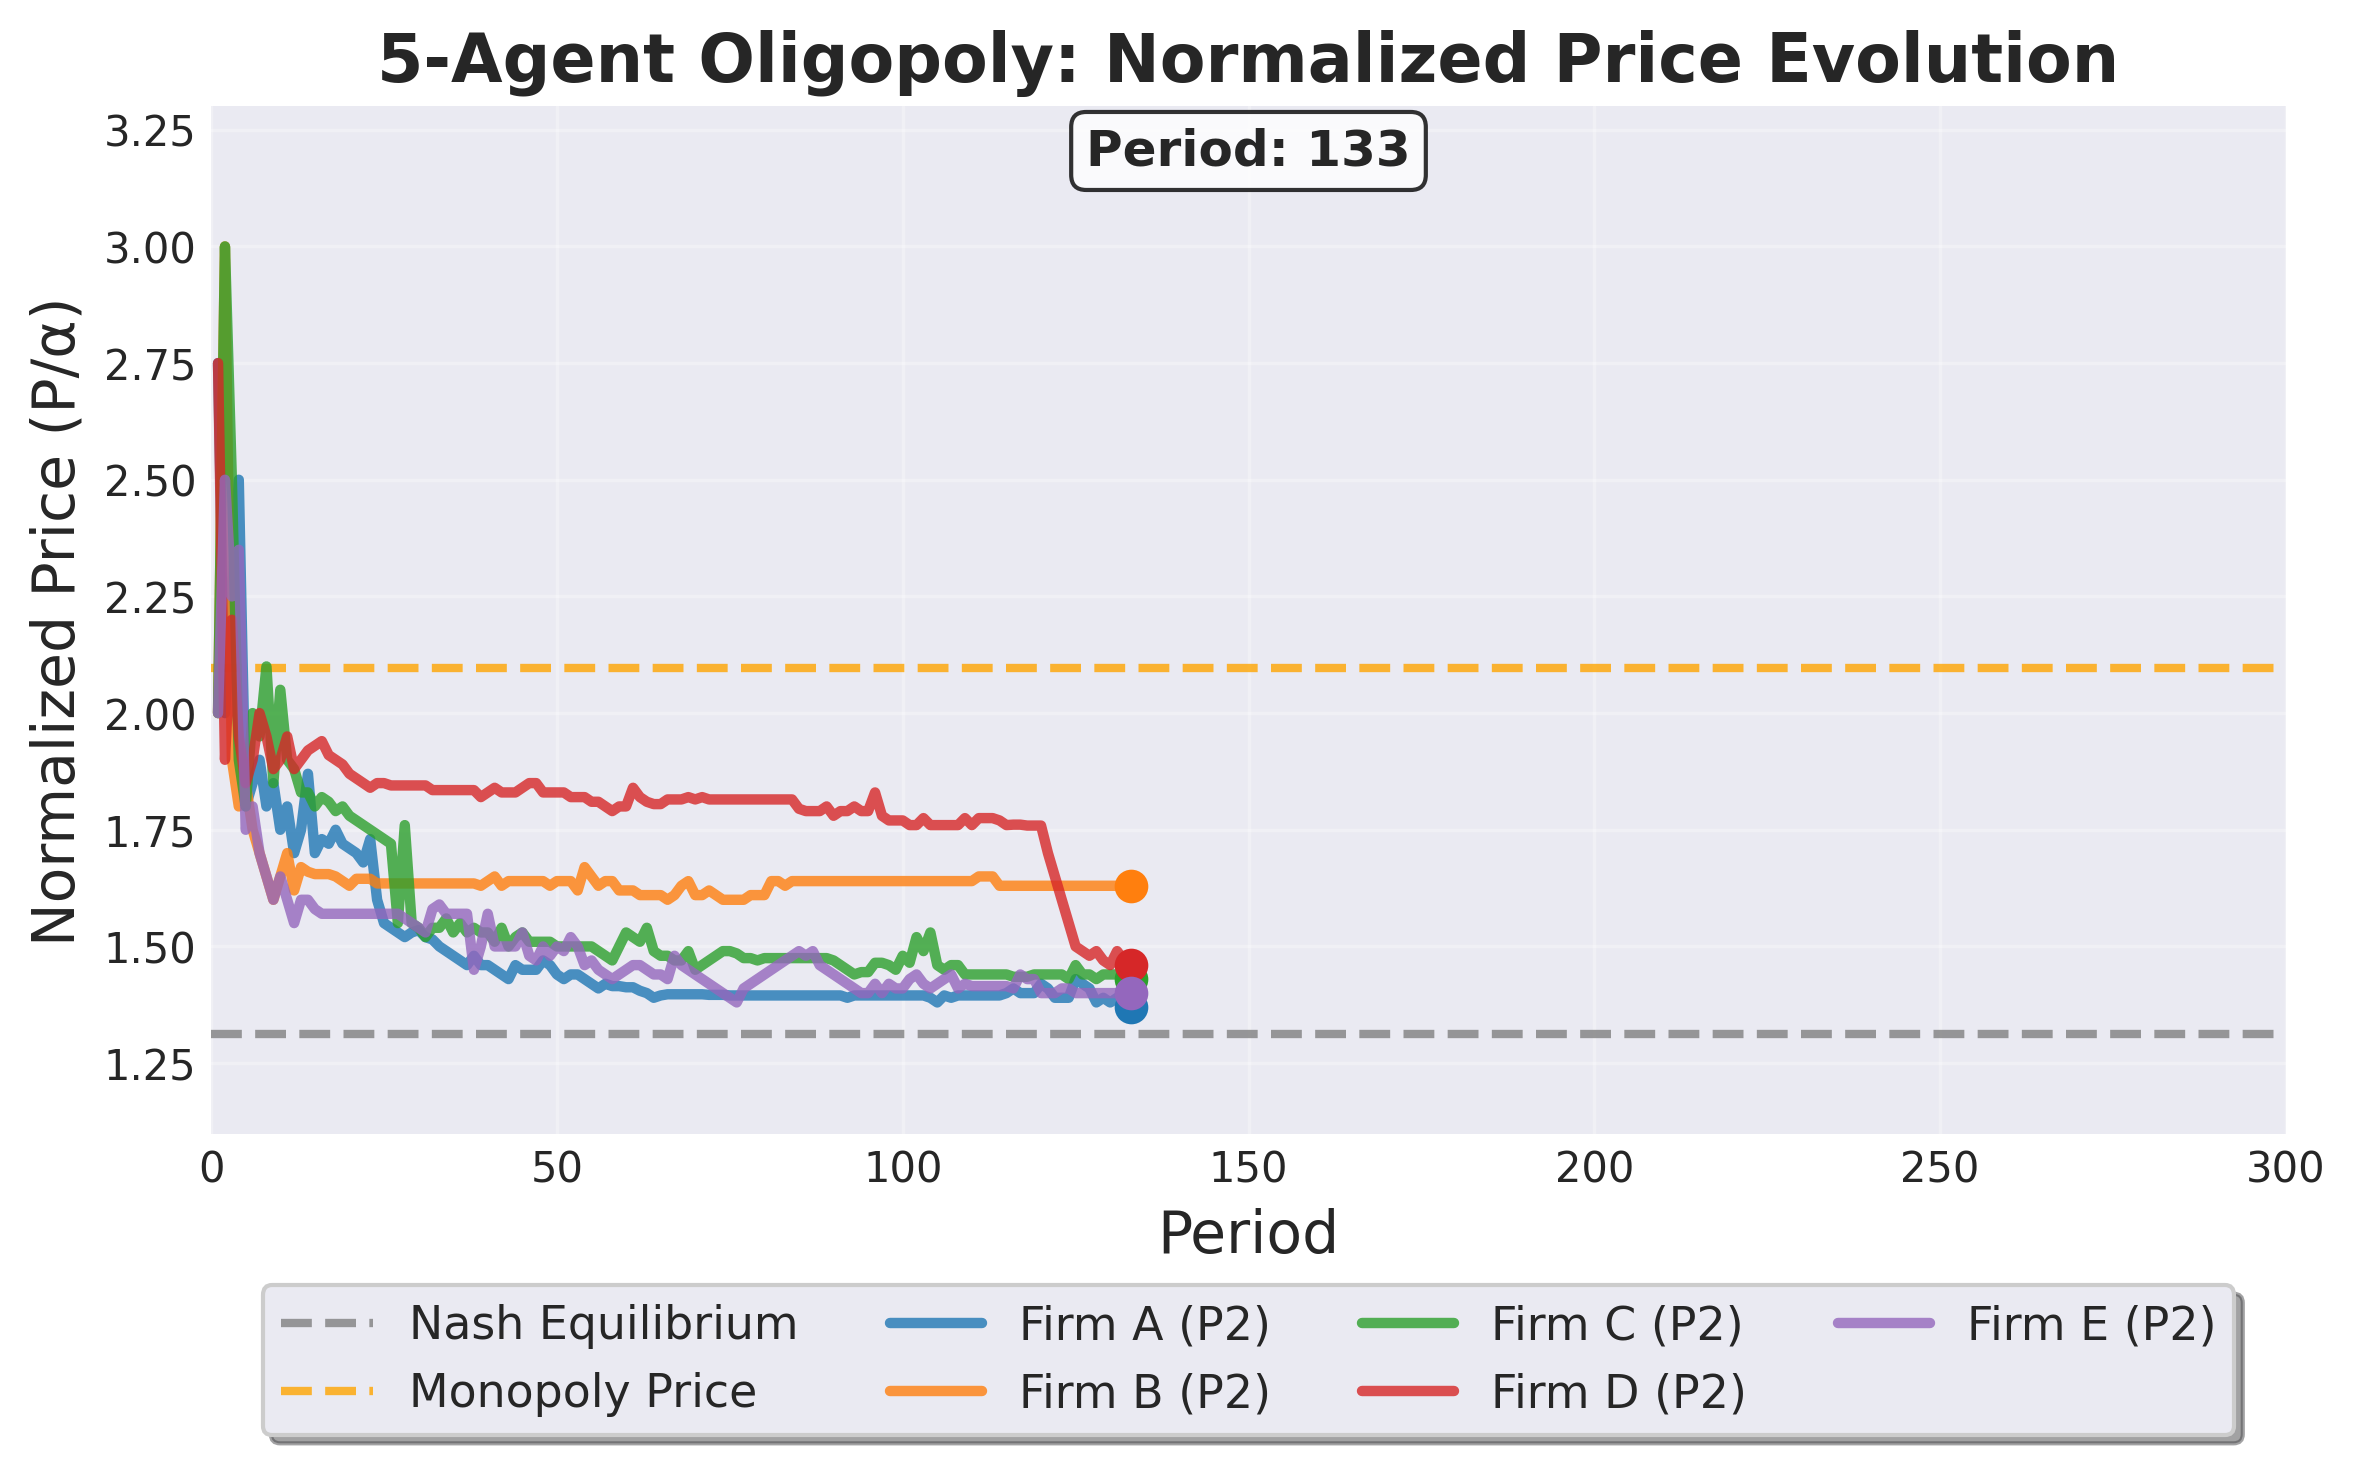 5-Agent Oligopoly: Normalized Price Evolution
Period: 133
Normalized Price (P/α)
3.25
3.00
2.75
2.50
2.25
2.00
1.75
1.50
1.25
0 50 100 150 200 250 300
Period
Nash Equilibrium Firm A (P2) Firm C (P2) Firm E (P2)
Monopoly Price Firm B (P2) Firm D (P2)